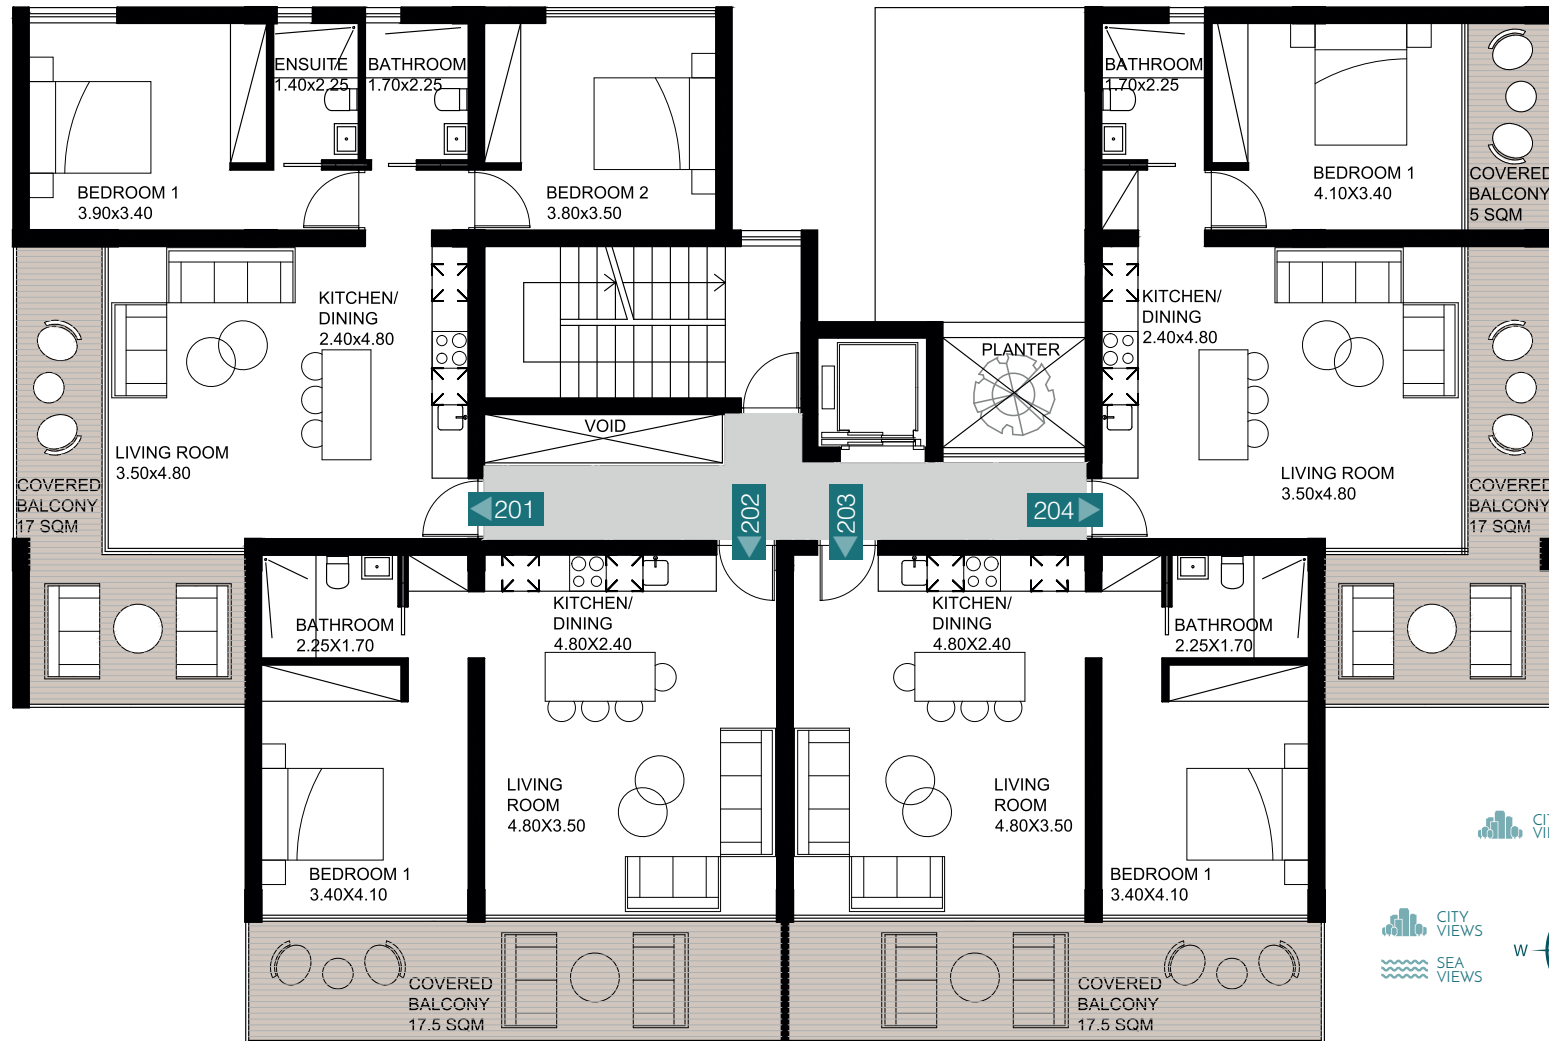 ENSUITE
1.40x2.25
BATHROOM
1.70x2.25
BATHROOM
1.70x2.25
BEDROOM 1
3.90x3.40
BEDROOM 2
3.80x3.50
BEDROOM 1
4.10X3.40
COVERED
BALCONY
5 SQM
KITCHEN/
DINING
2.40x4.80
PLANTER
KITCHEN/
DINING
2.40x4.80
VOID
LIVING ROOM
3.50x4.80
LIVING ROOM
3.50x4.80
COVERED
BALCONY
17 SQM
COVERED
BALCONY
17 SQM
201
202
203
204
BATHROOM
2.25X1.70
KITCHEN/
DINING
4.80X2.40
KITCHEN/
DINING
4.80X2.40
BATHROOM
2.25X1.70
LIVING
ROOM
4.80X3.50
LIVING
ROOM
4.80X3.50
BEDROOM 1
3.40X4.10
BEDROOM 1
3.40X4.10
COVERED
BALCONY
17.5 SQM
COVERED
BALCONY
17.5 SQM
CITY
VIEWS
SEA
VIEWS
W